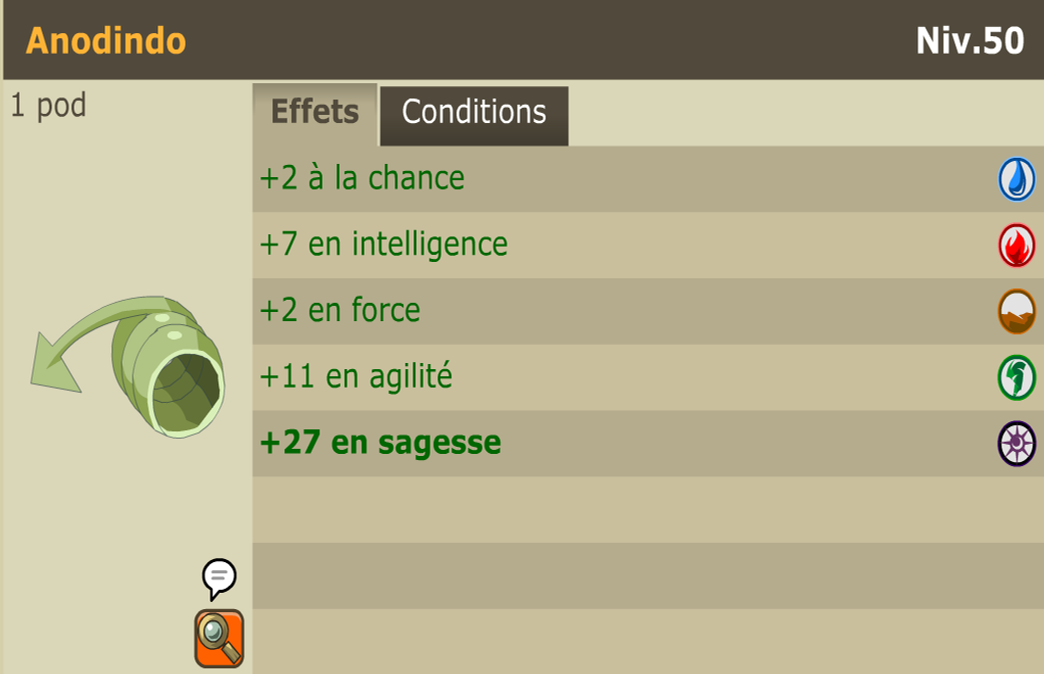 Anodindo
Niv.50
1 pod
Effets
Conditions
+2 à la chance
+7 en intelligence
+2 en force
+11 en agilité
+27 en sagesse